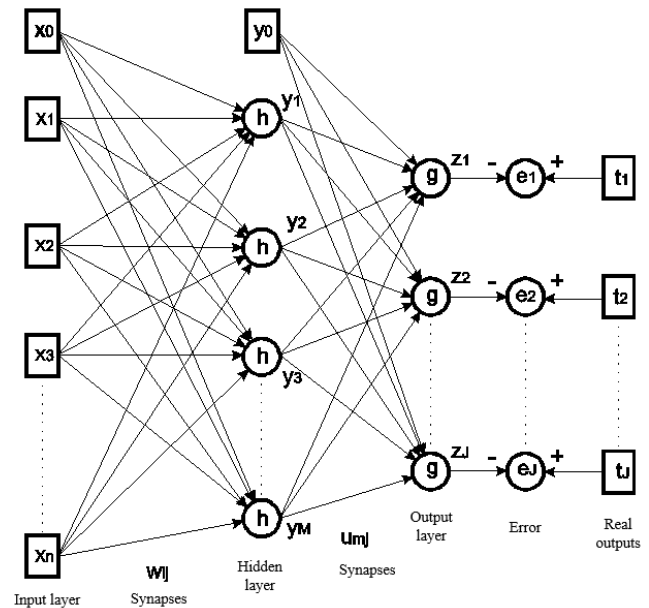 x0 y0
x1 h y1
g z1 - e1 + t1
x2 h y2
g z2 - e2 + t2
x3 h y3
g zJ - eJ + tJ
xn h yM
wij umj
Input layer
Synapses
Hidden
layer
Synapses
Output
layer
Error
Real
outputs